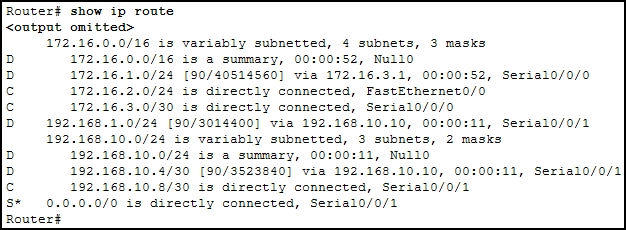 Router# show ip route
<output omitted>
172.16.0.0/16 is variably subnetted, 4 subnets, 3 masks
D 172.16.0.0/16 is a summary, 00:00:52, Null0
D 172.16.1.0/24 [90/40514560] via 172.16.3.1, 00:00:52, Serial0/0/0
C 172.16.2.0/24 is directly connected, FastEthernet0/0
C 172.16.3.0/30 is directly connected, Serial0/0/0
D 192.168.1.0/24 [90/3014400] via 192.168.10.10, 00:00:11, Serial0/0/1
192.168.10.0/24 is variably subnetted, 3 subnets, 2 masks
D 192.168.10.0/24 is a summary, 00:00:11, Null0
D 192.168.10.4/30 [90/3523840] via 192.168.10.10, 00:00:11, Serial0/0/1
C 192.168.10.8/30 is directly connected, Serial0/0/1
S* 0.0.0.0/0 is directly connected, Serial0/0/1
Router#